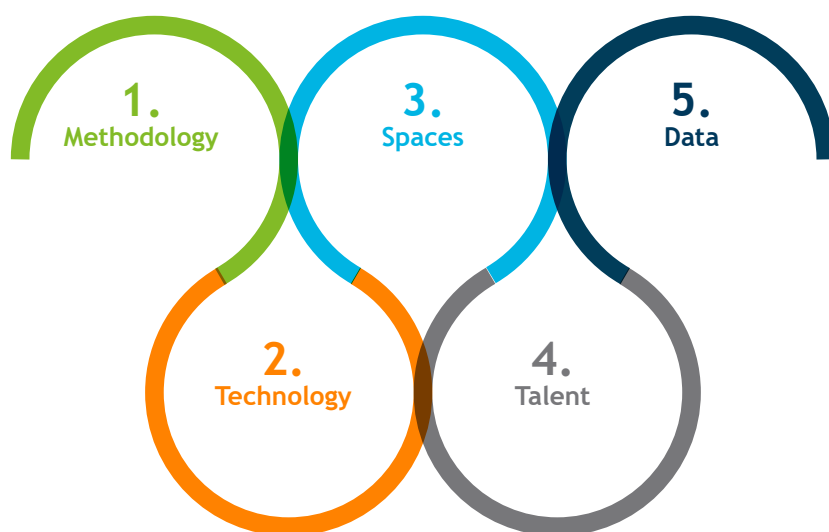 1.
Methodology
2.
Technology
3.
Spaces
4.
Talent
5.
Data